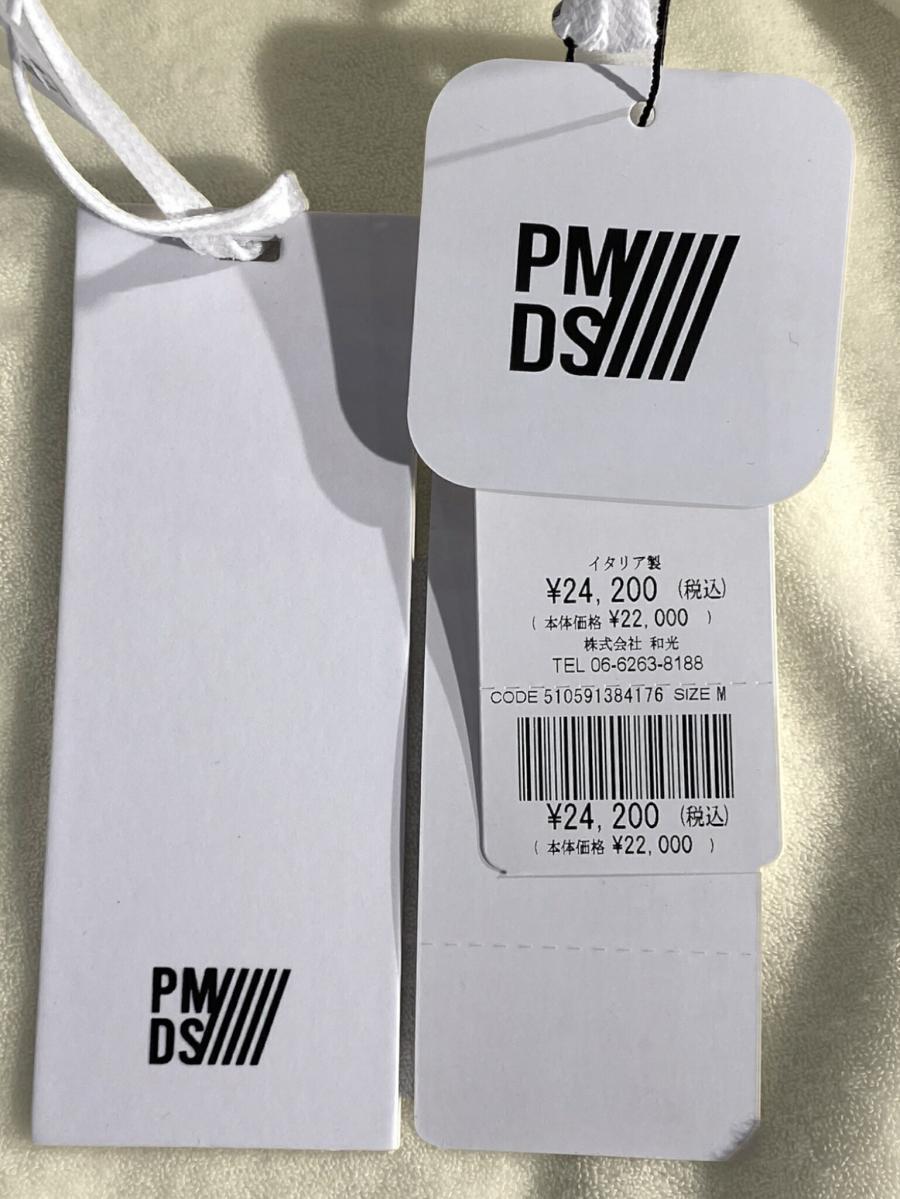 PM
DS
イタリア製
¥24,200 (税込)
( 本体価格 ¥22,000 )
株式会社 和光
TEL 06-6263-8188
CODE 510591384176 SIZE M
¥24,200 (税込)
( 本体価格 ¥22,000 )
PM
DS